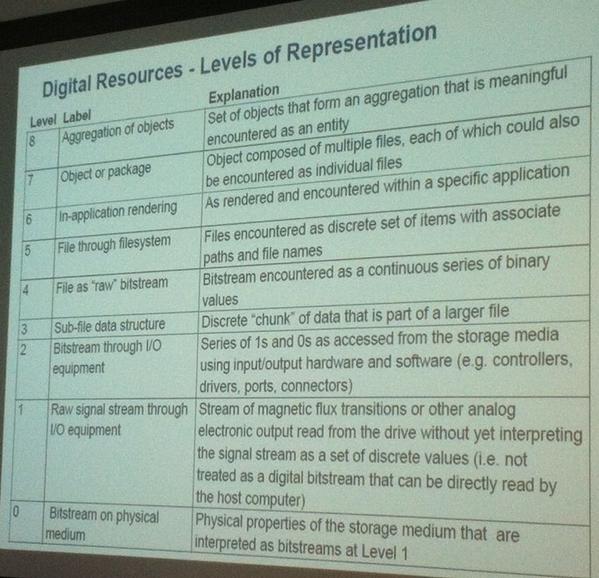 Digital Resources - Levels of Representation
Level Label Explanation
8 Aggregation of objects Set of objects that form an aggregation that is meaningful
encountered as an entity
7 Object or package Object composed of multiple files, each of which could also
be encountered as individual files
6 In-application rendering As rendered and encountered within a specific application
5 File through filesystem Files encountered as discrete set of items with associate
paths and file names
4 File as "raw" bitstream Bitstream encountered as a continuous series of binary
values
3 Sub-file data structure Discrete "chunk" of data that is part of a larger file
2 Bitstream through I/O Series of 1s and 0s as accessed from the storage media
equipment using input/output hardware and software (e.g. controllers,
drivers, ports, connectors)
1 Raw signal stream through Stream of magnetic flux transitions or other analog
I/O equipment electronic output read from the drive without yet interpreting
the signal stream as a set of discrete values (i.e. not
treated as a digital bitstream that can be directly read by
the host computer)
0 Bitstream on physical Physical properties of the storage medium that are
medium interpreted as bitstreams at Level 1